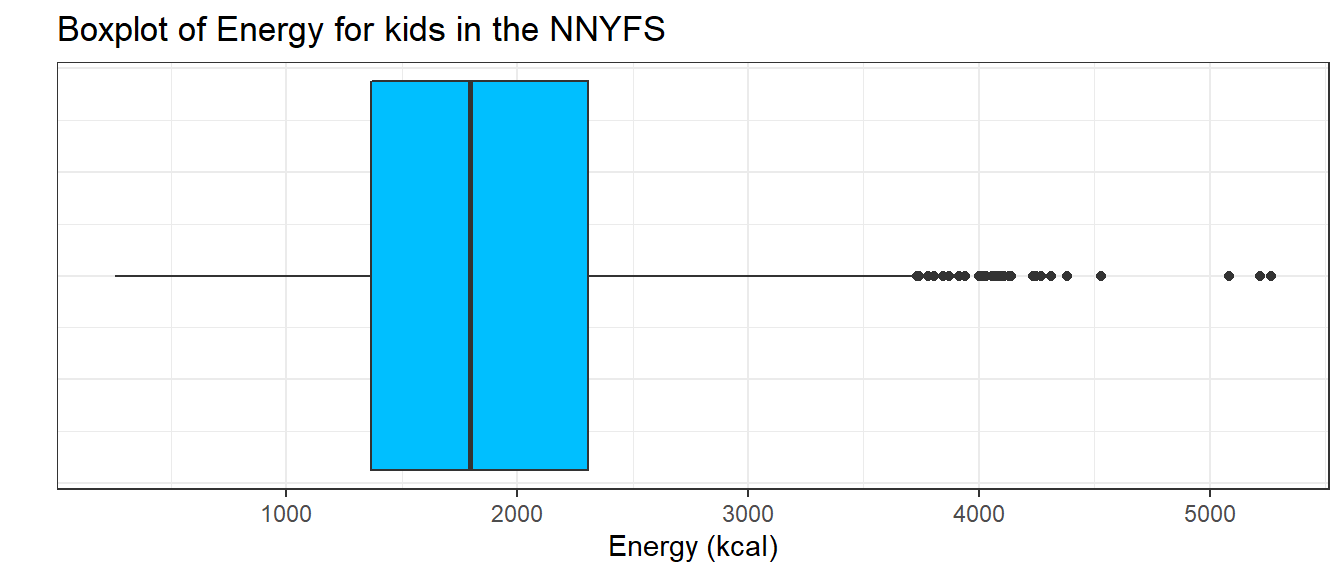 Boxplot of Energy for kids in the NNYFS
1000 2000 3000 4000 5000
Energy (kcal)